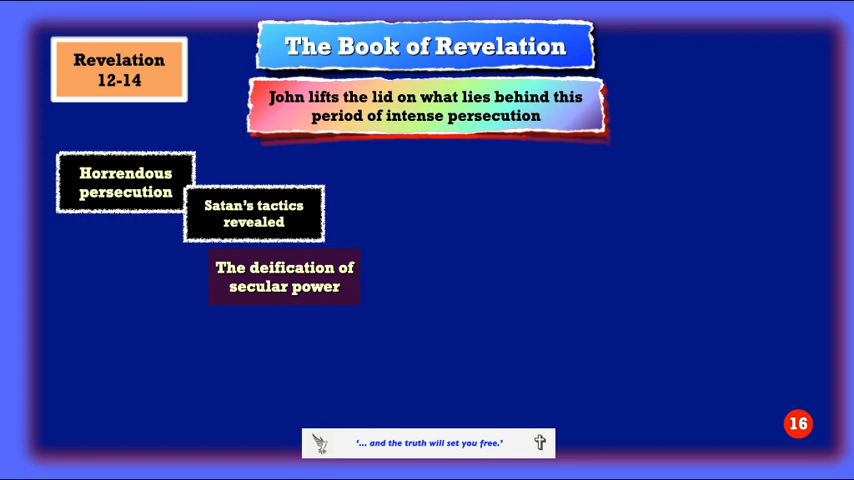 The Book of Revelation
Revelation
12-14
John lifts the lid on what lies behind this
period of intense persecution
Horrendous
persecution
Satan's tactics
revealed
The deification of
secular power
16
'... and the truth will set you free.'